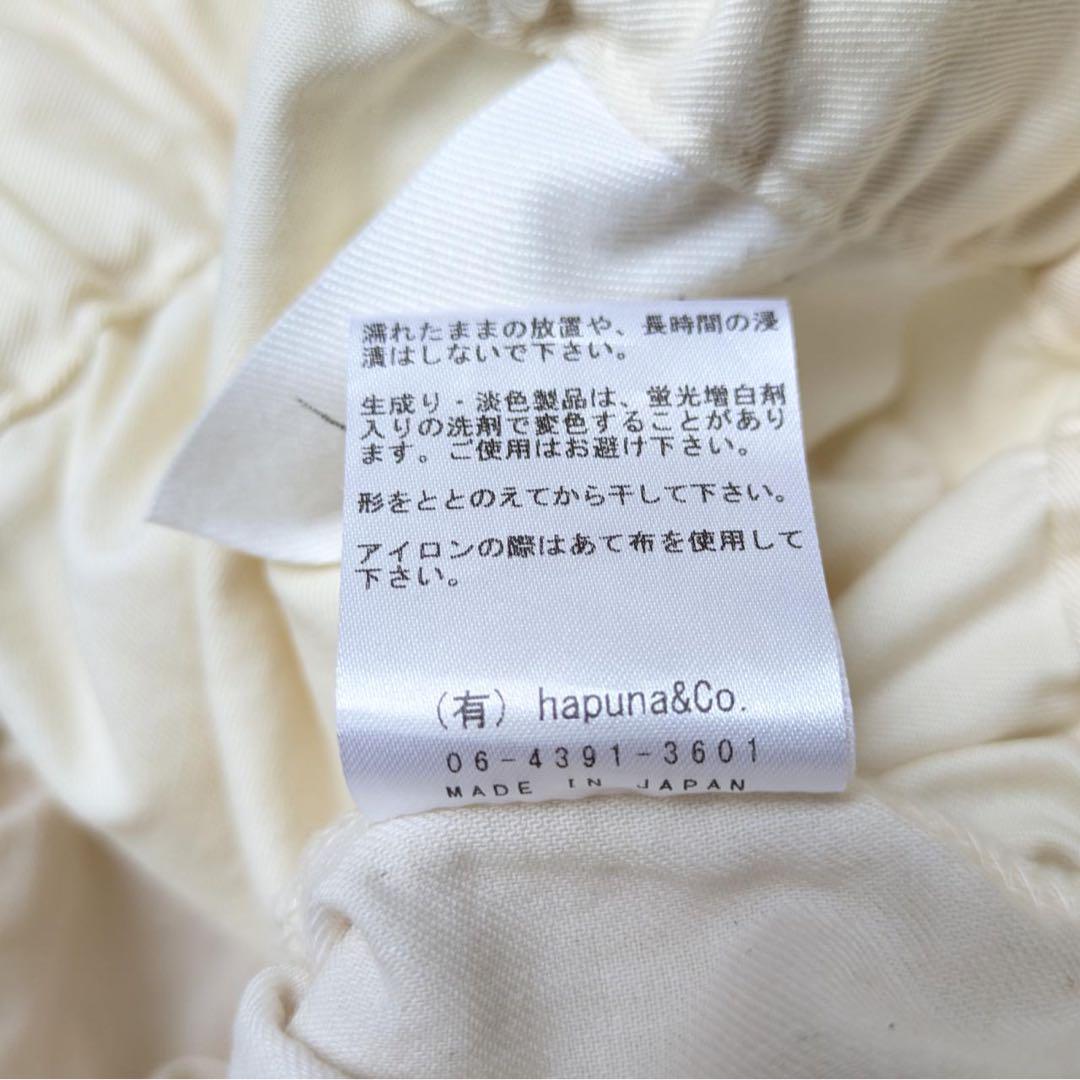 濡れたままの放置や、長時間の浸
漬はしないで下さい。
生成り・淡色製品は、蛍光増白剤
入りの洗剤で変色することがあり
ます。ご使用はお避け下さい。
形をととのえてから干して下さい。
アイロンの際はあて布を使用して
下さい。
(有) hapuna&Co.
06-4391-3601
MADE IN JAPAN